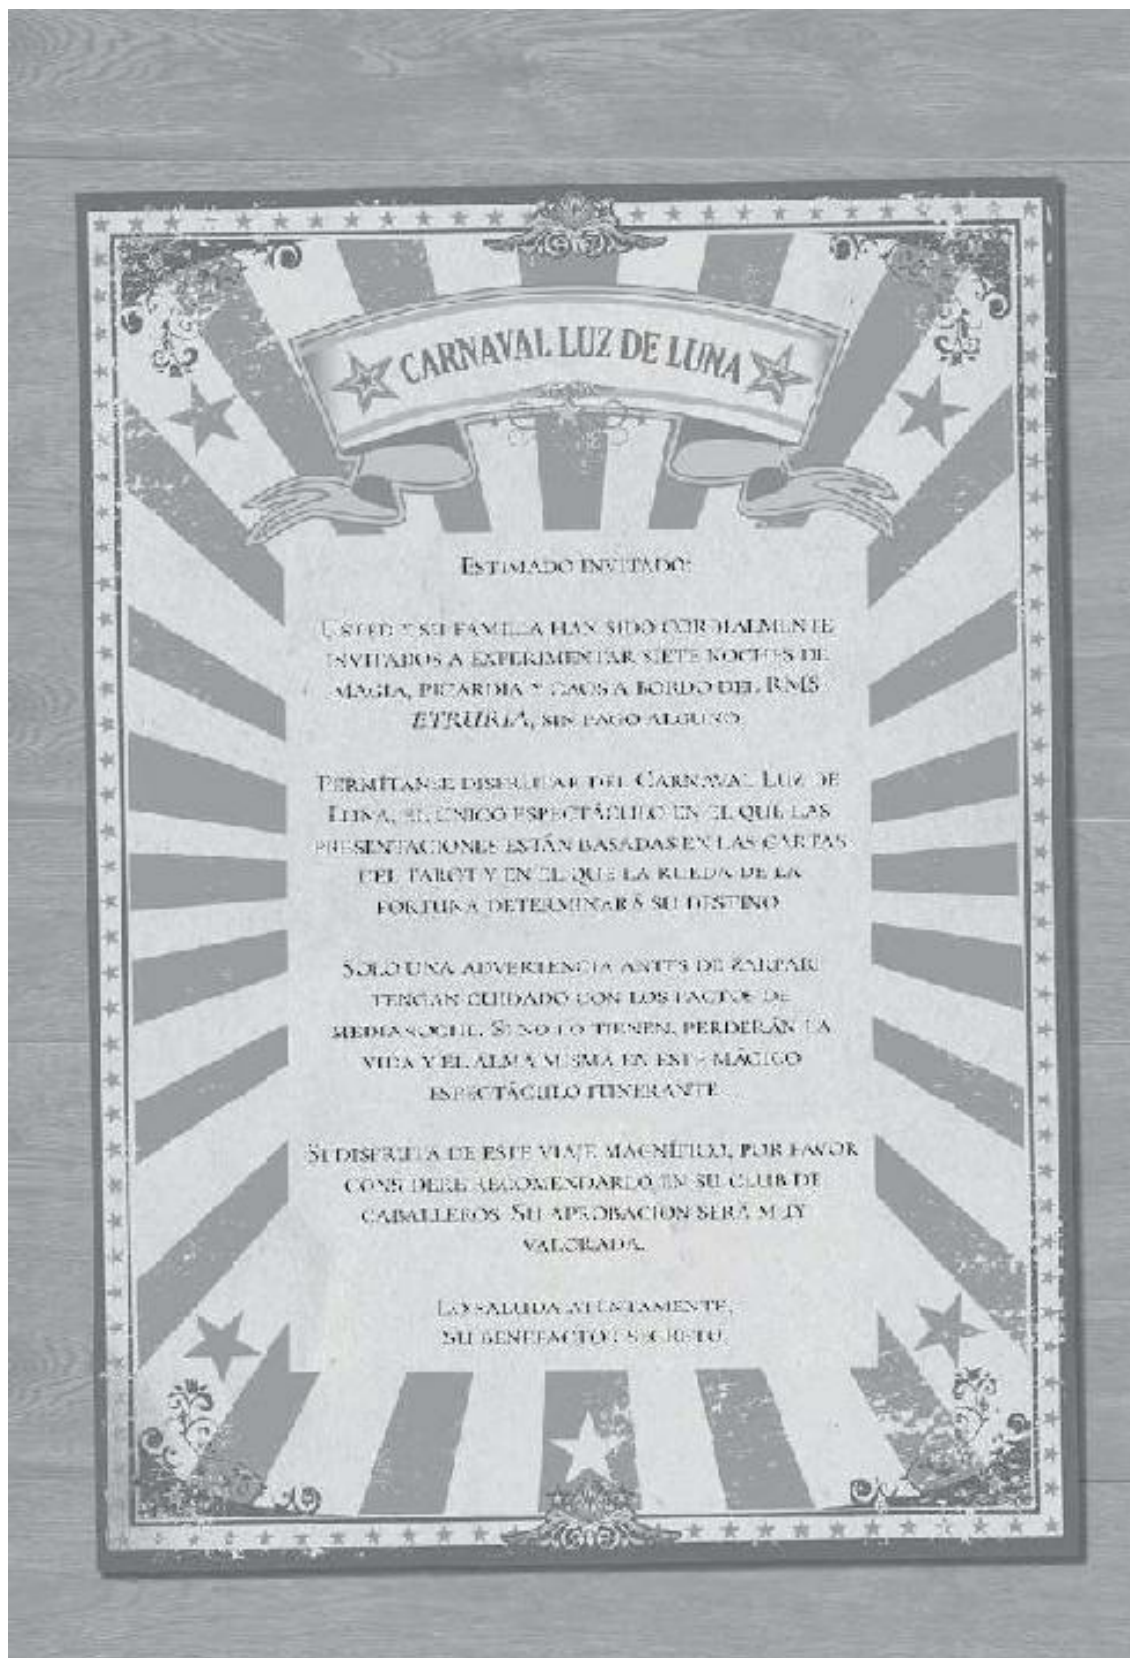 CARNAVAL LUZ DE LUNA
ESTIMADO INVITADO:
USTED Y SU FAMILIA HAN SIDO CORDIALMENTE
INVITADOS A EXPERIMENTAR SIETE NOCHES DE
MAGIA, PICARDÍA Y CAOS A BORDO DEL RMS
ETRURIA, SIN PAGO ALGUNO.
PERMÍTANSE DISFRUTAR DEL CARNAVAL LUZ DE
LUNA, EL ÚNICO ESPECTÁCULO EN EL QUE LAS
PRESENTACIONES ESTÁN BASADAS EN LAS CARTAS
DEL TAROT Y EN EL QUE LA RUEDA DE LA
FORTUNA DETERMINARÁ SU DESTINO.
SOLO UNA ADVERTENCIA ANTES DE ZARPAR:
TENGAN CUIDADO CON LOS PACTOS DE
MEDIANOCHE. SI NO LO TIENEN, PERDERÁN LA
VIDA Y EL ALMA MISMA EN ESTE MÁGICO
ESPECTÁCULO ITINERANTE.
SI DISFRUTA DE ESTE VIAJE MAGNÍFICO, POR FAVOR
CONSIDERE RECOMENDARLO EN SU CLUB DE
CABALLEROS. SU APROBACIÓN SERÁ MUY
VALORADA.
LO SALUDA ATENTAMENTE,
SU BENEFACTOR SECRETO.